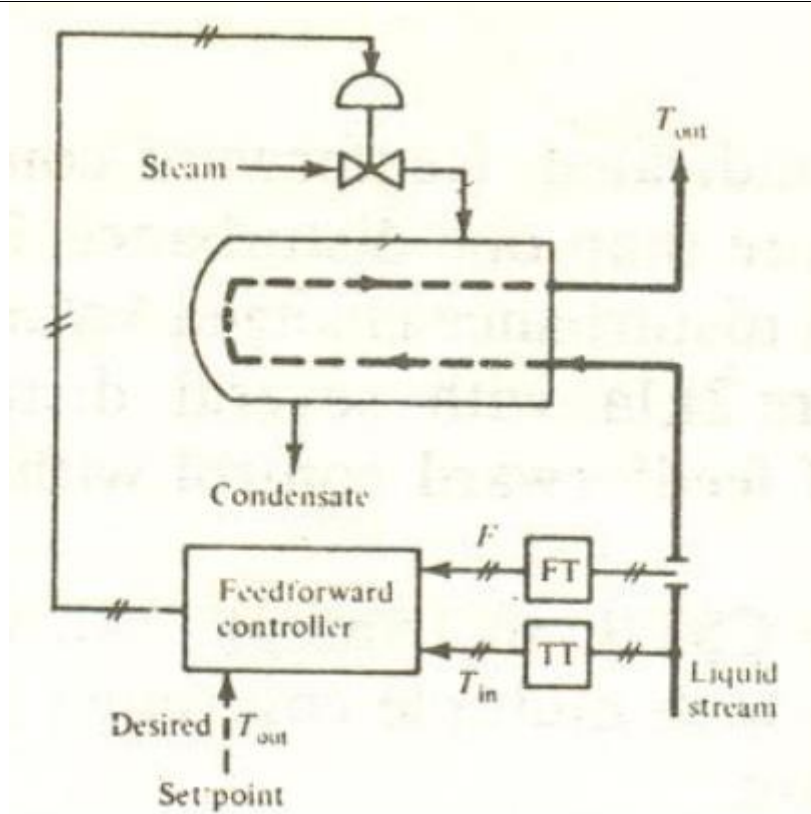 T_out
Steam
Condensate
F
FT
Feedforward
controller
TT
T_in
Liquid
stream
Desired T_out
Set point